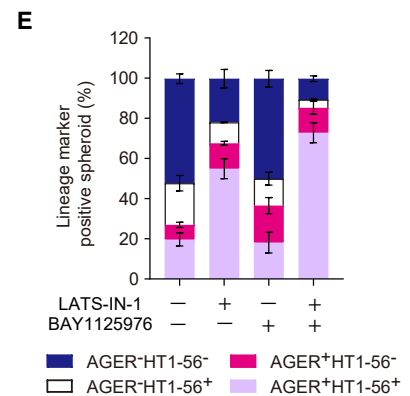 E
120
100
80
60
40
20
0
Lineage marker
positive spheroid (%)
LATS-IN-1 — + — +
BAY1125976 — — + +
AGER⁻HT1-56⁻ AGER⁺HT1-56⁻
AGER⁻HT1-56⁺ AGER⁺HT1-56⁺